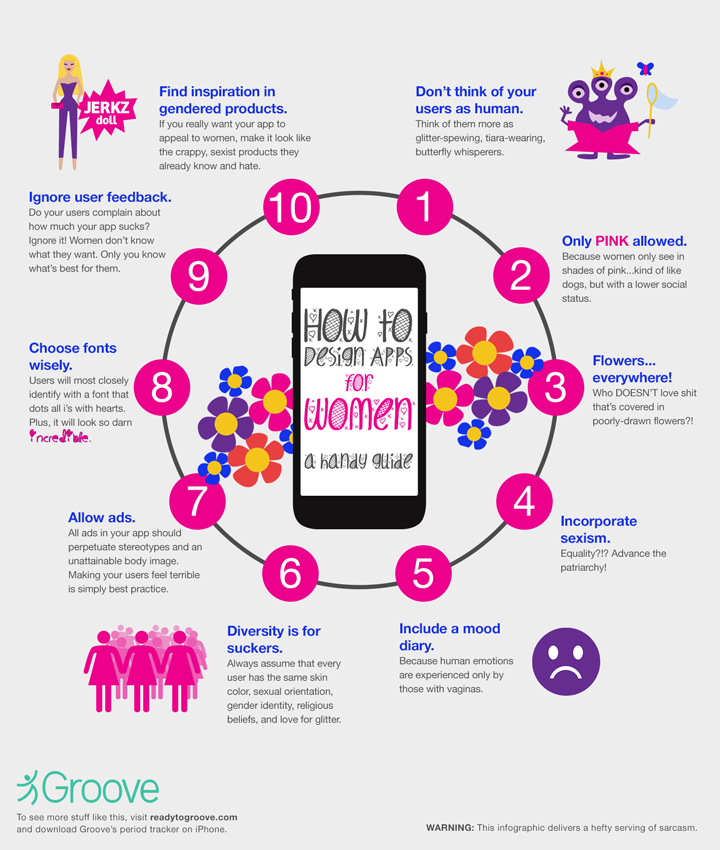 HOW to
DESIGN APPS
for
women
a handy guide
1
Don't think of your
users as human.
Think of them more as
glitter-spewing, tiara-wearing,
butterfly whisperers.
2
Only PINK allowed.
Because women only see in
shades of pink...kind of like
dogs, but with a lower social
status.
3
Flowers...
everywhere!
Who DOESN'T love shit
that's covered in
poorly-drawn flowers?!
4
Incorporate
sexism.
Equality?!? Advance the
patriarchy!
5
Include a mood
diary.
Because human emotions
are experienced only by
those with vaginas.
6
Diversity is for
suckers.
Always assume that every
user has the same skin
color, sexual orientation,
gender identity, religious
beliefs, and love for glitter.
7
Allow ads.
All ads in your app should
perpetuate stereotypes and an
unattainable body image.
Making your users feel terrible
is simply best practice.
8
Choose fonts
wisely.
Users will most closely
identify with a font that
dots all i's with hearts.
Plus, it will look so darn
incredible.
9
Ignore user feedback.
Do your users complain about
how much your app sucks?
Ignore it! Women don't know
what they want. Only you know
what's best for them.
10
Find inspiration in
gendered products.
If you really want your app to
appeal to women, make it look like
the crappy, sexist products they
already know and hate.
JERKZ
doll
Groove
To see more stuff like this, visit readytogroove.com
and download Groove's period tracker on iPhone.
WARNING: This infographic delivers a hefty serving of sarcasm.